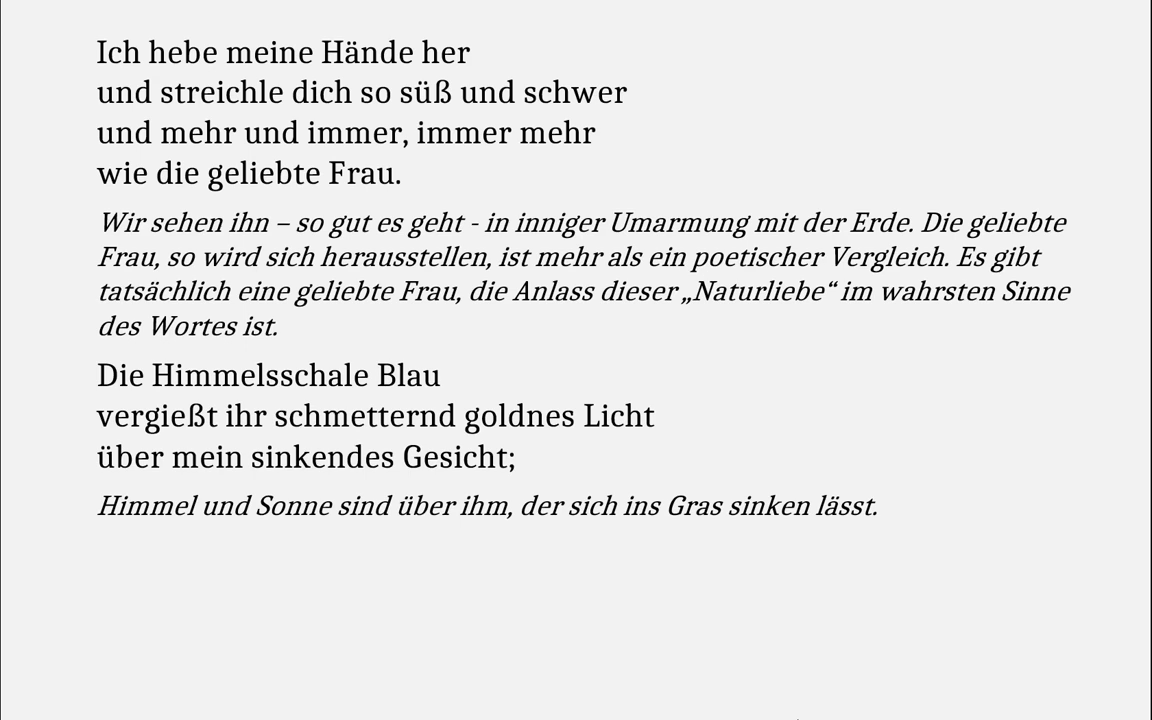 Ich hebe meine Hände her
und streichle dich so süß und schwer
und mehr und immer, immer mehr
wie die geliebte Frau.
Wir sehen ihn – so gut es geht - in inniger Umarmung mit der Erde. Die geliebte
Frau, so wird sich herausstellen, ist mehr als ein poetischer Vergleich. Es gibt
tatsächlich eine geliebte Frau, die Anlass dieser „Naturliebe“ im wahrsten Sinne
des Wortes ist.
Die Himmelsschale Blau
vergießt ihr schmetternd goldnes Licht
über mein sinkendes Gesicht;
Himmel und Sonne sind über ihm, der sich ins Gras sinken lässt.